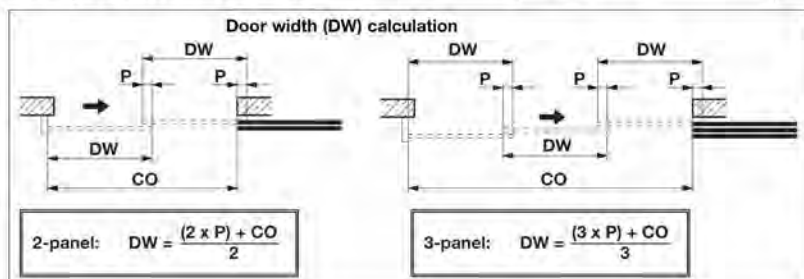 Door width (DW) calculation
DW
P
P
DW
CO
2-panel: DW = (2 x P) + CO
2
DW
DW
P
P
P
DW
CO
3-panel: DW = (3 x P) + CO
3